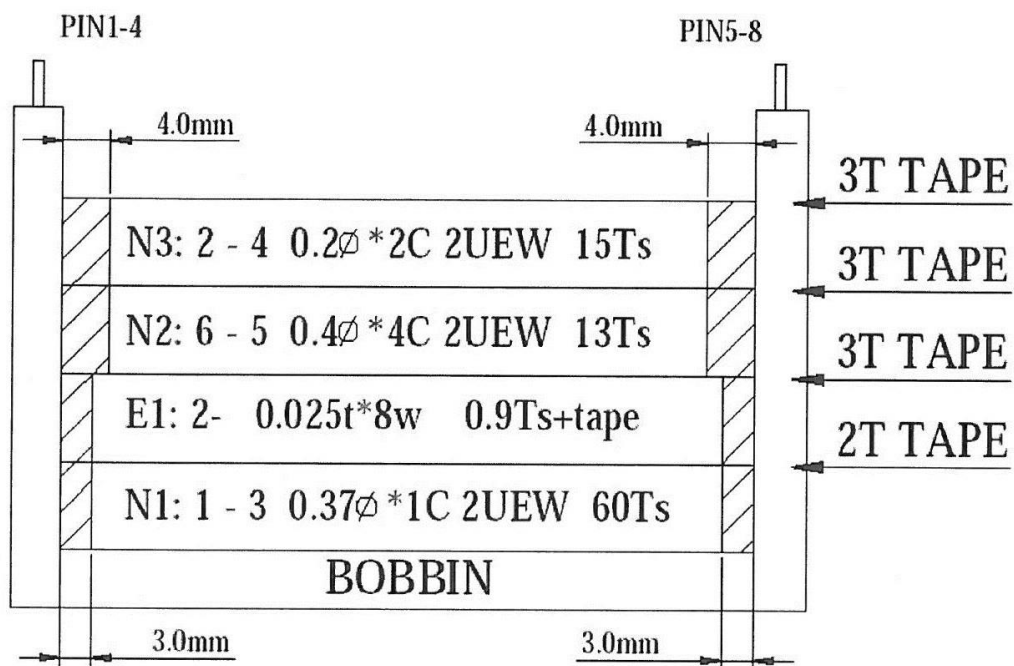 PIN1-4
PIN5-8
4.0mm
4.0mm
3T TAPE
N3: 2 - 4 0.2⌀ *2C 2UEW 15Ts
3T TAPE
N2: 6 - 5 0.4⌀ *4C 2UEW 13Ts
3T TAPE
E1: 2- 0.025t*8w 0.9Ts+tape
2T TAPE
N1: 1 - 3 0.37⌀ *1C 2UEW 60Ts
BOBBIN
3.0mm
3.0mm